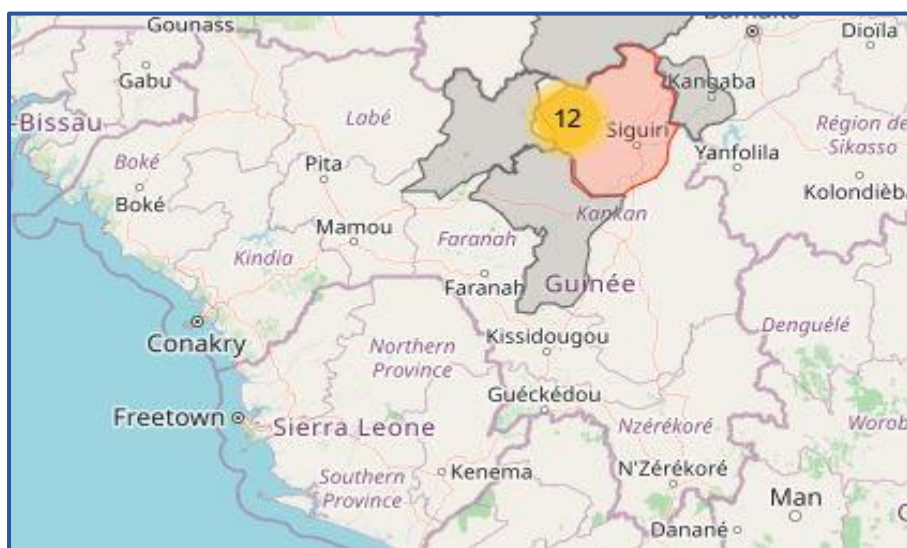 Gounass
Bamako
Dioïla
Gabu
Kangaba
12
Bissau
Labé
Siguiri
Région de
Sikasso
Boké
Pita
Yanfolila
Kolondièba
Boké
Kankan
Mamou
Faranah
Kindia
Faranah
Guinée
Conakry
Kissidougou
Denguélé
Northern
Province
Guéckédou
Freetown
Sierra Leone
Nzérékoré
Worob
Southern
Province
Kenema
N'Zérékoré
Man
Danané